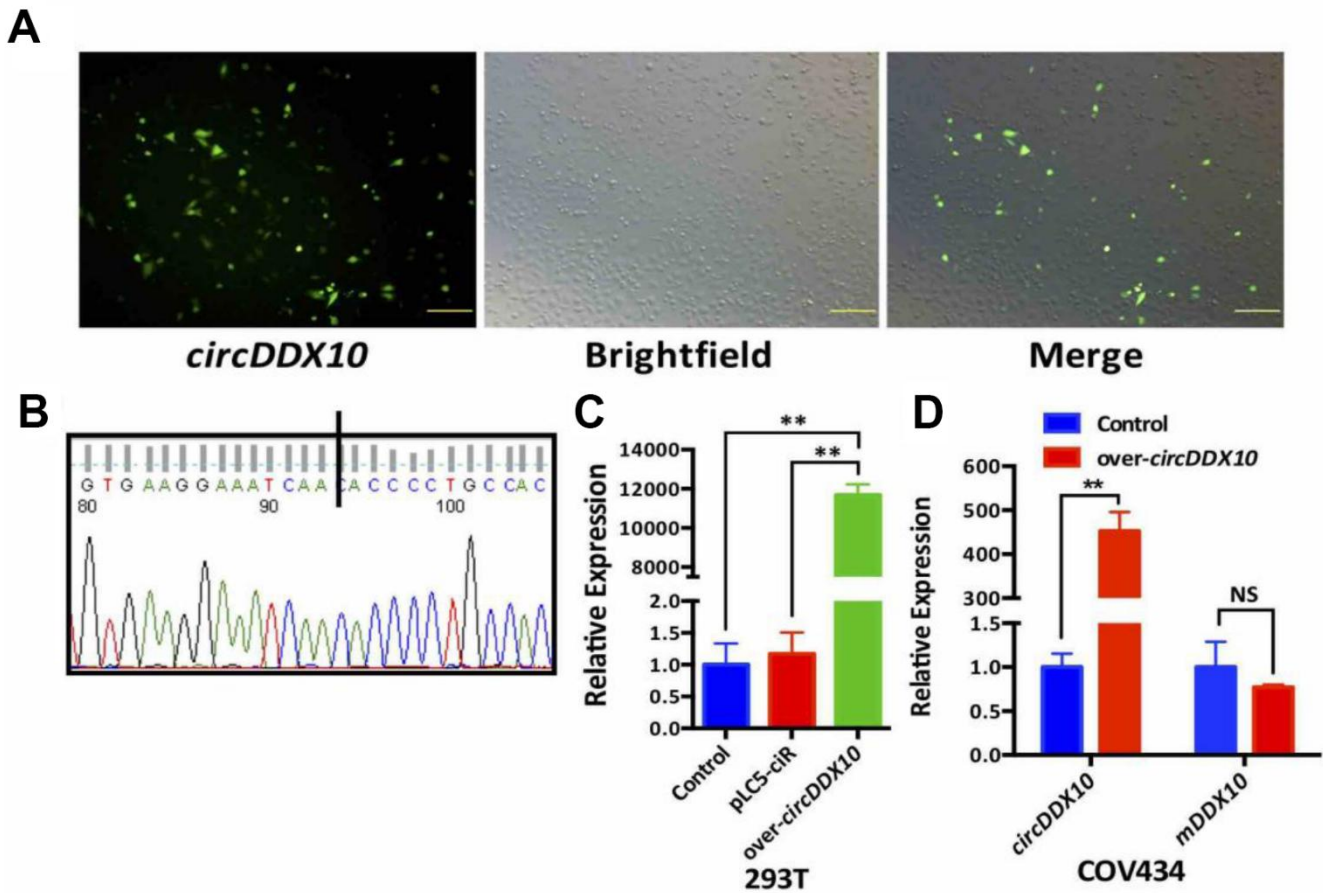 A
circDDX10
Brightfield
Merge
B
GTGAAGGAAATCAACACCCCTGCCAC
80 90 100
C
Relative Expression
14000
12000
10000
8000
2.0
1.5
1.0
0.5
0.0
**
**
Control
pLC5-ciR
over-circDDX10
293T
D
Control
over-circDDX10
Relative Expression
600
500
400
300
1.5
1.0
0.5
0.0
**
NS
circDDX10
mDDX10
COV434